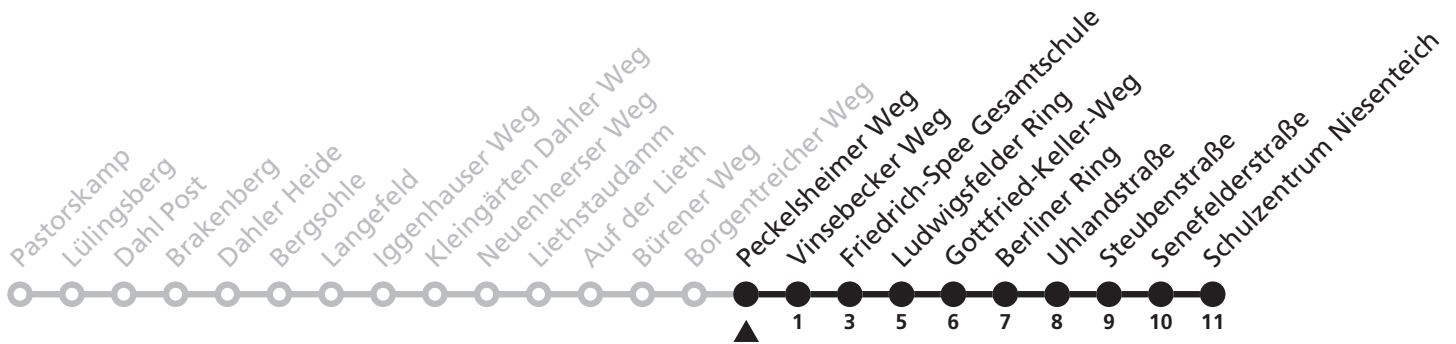 Pastorskamp
Lüllingsberg
Dahl Post
Brakenberg
Dahler Heide
Bergsohle
Langefeld
Iggenhauser Weg
Kleingärten Dahler Weg
Neuenheerser Weg
Liethstaudamm
Auf der Lieth
Bürener Weg
Borgentreicher Weg
Peckelsheimer Weg
Vinsebecker Weg
Friedrich-Spee Gesamtschule
Ludwigsfelder Ring
Gottfried-Keller-Weg
Berliner Ring
Uhlandstraße
Steubenstraße
Senefelderstraße
Schulzentrum Niesenteich
1 3 5 6 7 8 9 10 11